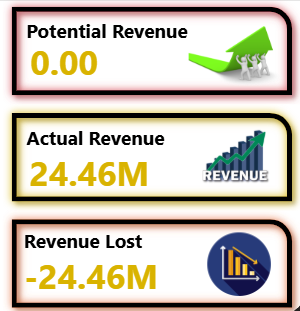 Potential Revenue
0.00
Actual Revenue
24.46M
REVENUE
Revenue Lost
-24.46M